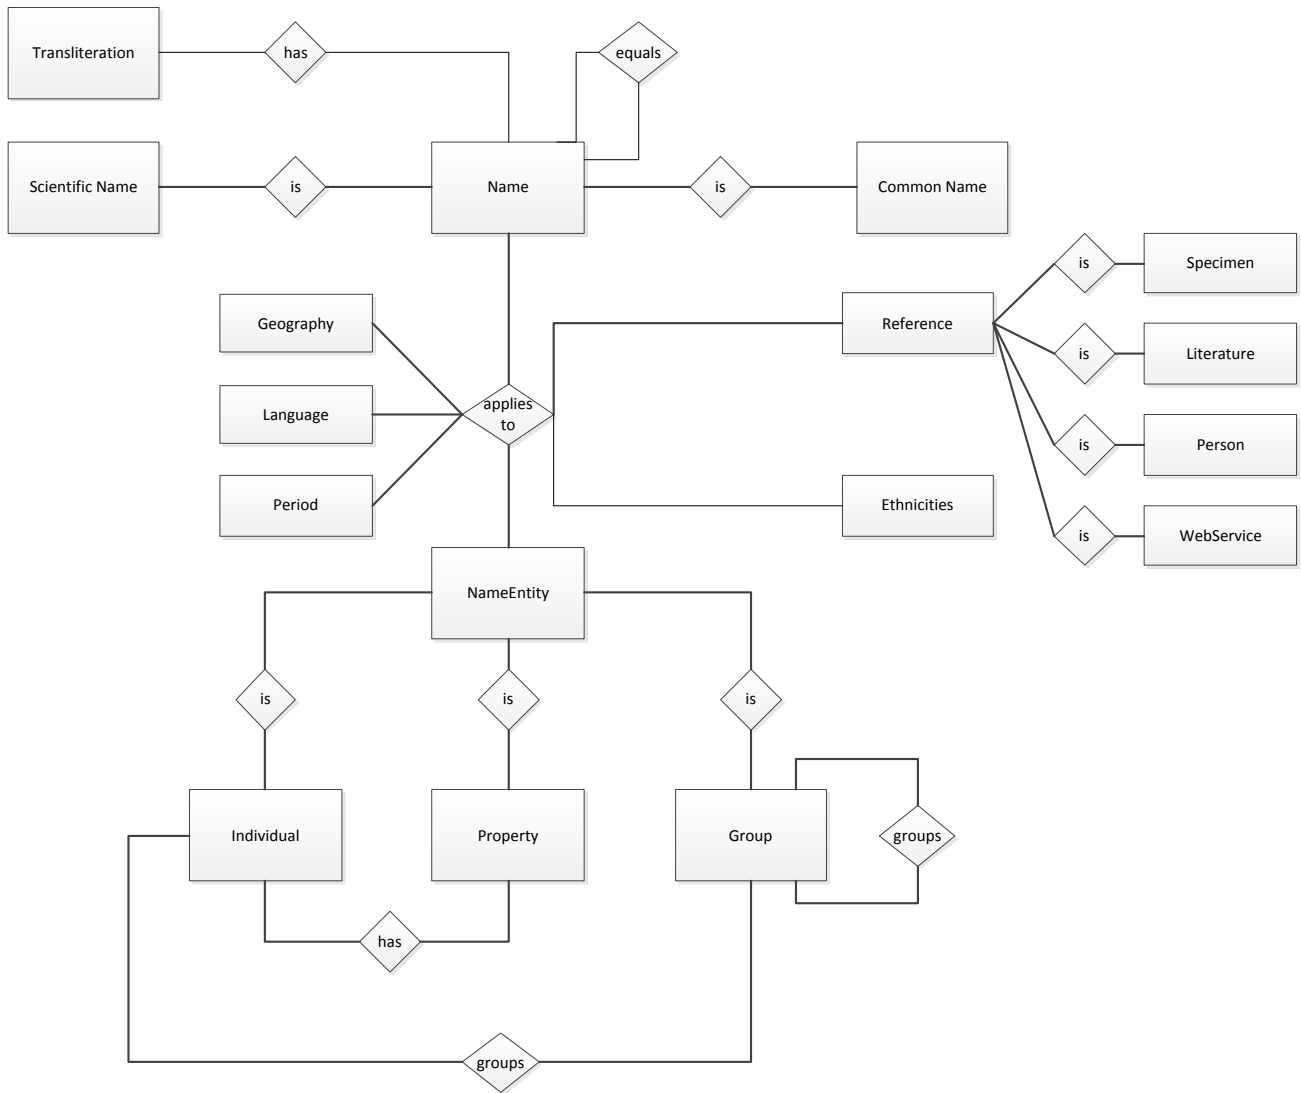 Transliteration
has
equals
Scientific Name
is
Name
is
Common Name
is
Specimen
Geography
Reference
is
Literature
Language
applies
to
is
Person
Period
Ethnicities
is
WebService
NameEntity
is
is
is
Individual
Property
Group
groups
has
groups